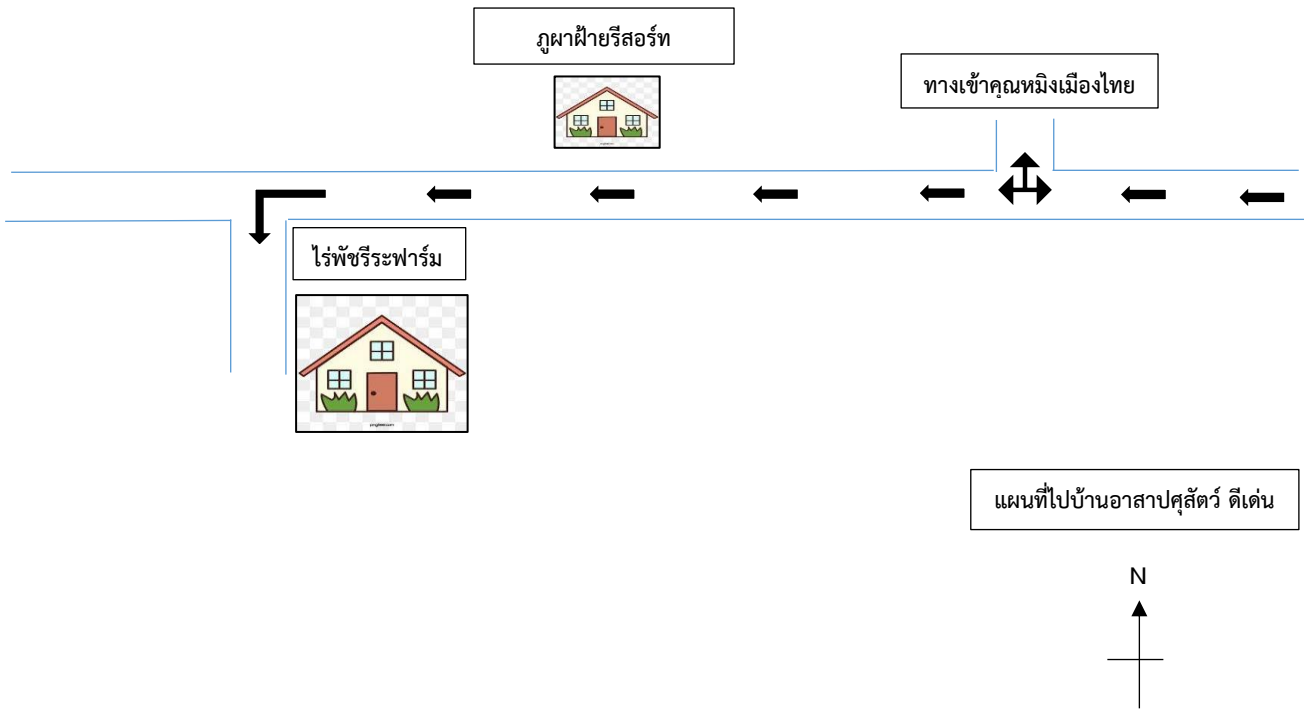 ภูผาฝ้ายรีสอร์ท
ทางเข้าคุณหมิงเมืองไทย
ไร่พัชรีระฟาร์ม
แผนที่ไปบ้านอาสาปศุสัตว์ ดีเด่น
N